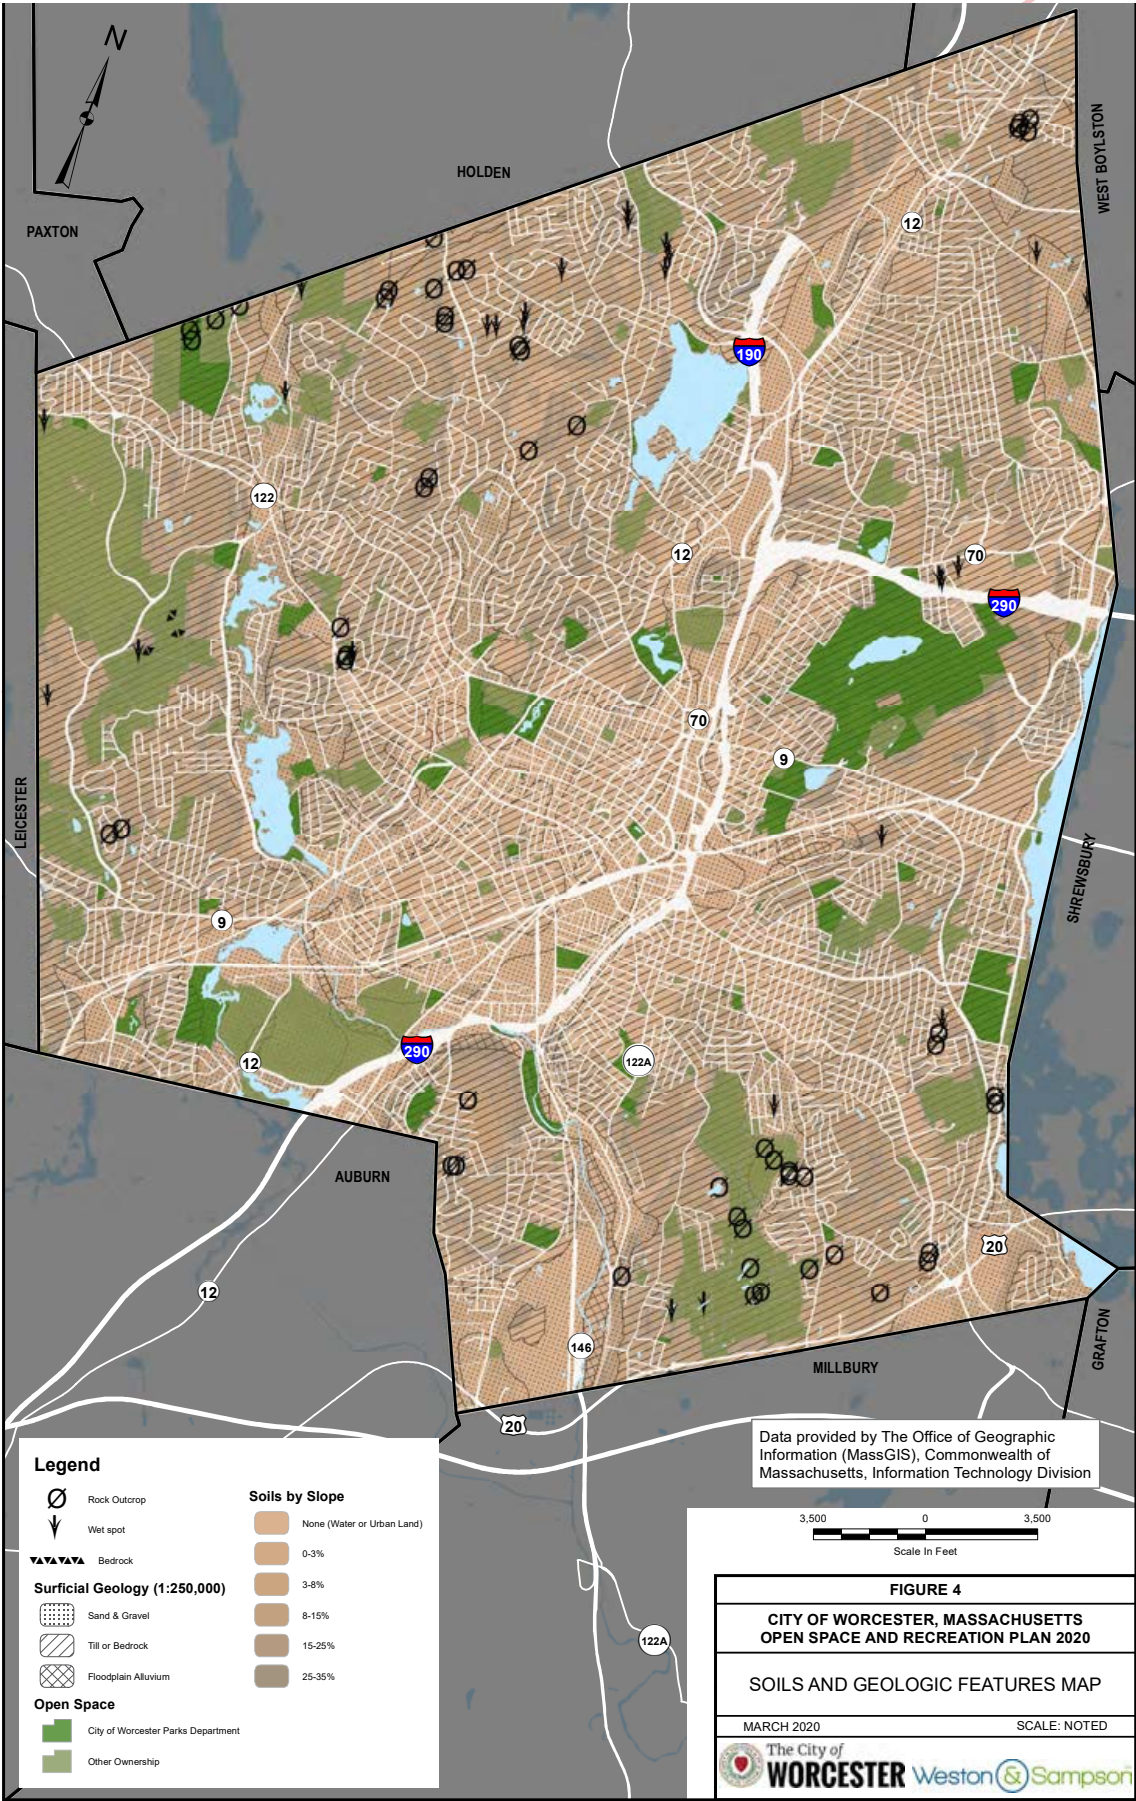 N
HOLDEN
WEST BOYLSTON
PAXTON
12
190
122
12
70
290
70
9
LEICESTER
SHREWSBURY
9
12
290
122A
AUBURN
20
12
146
MILLBURY
GRAFTON
20
Data provided by The Office of Geographic
Information (MassGIS), Commonwealth of
Massachusetts, Information Technology Division
Legend
Rock Outcrop
Wet spot
Bedrock
Surficial Geology (1:250,000)
Sand & Gravel
Till or Bedrock
Floodplain Alluvium
Open Space
City of Worcester Parks Department
Other Ownership
Soils by Slope
None (Water or Urban Land)
0-3%
3-8%
8-15%
15-25%
25-35%
3,500 0 3,500
Scale In Feet
122A
FIGURE 4
CITY OF WORCESTER, MASSACHUSETTS
OPEN SPACE AND RECREATION PLAN 2020
SOILS AND GEOLOGIC FEATURES MAP
MARCH 2020 SCALE: NOTED
The City of
WORCESTER
Weston & Sampson